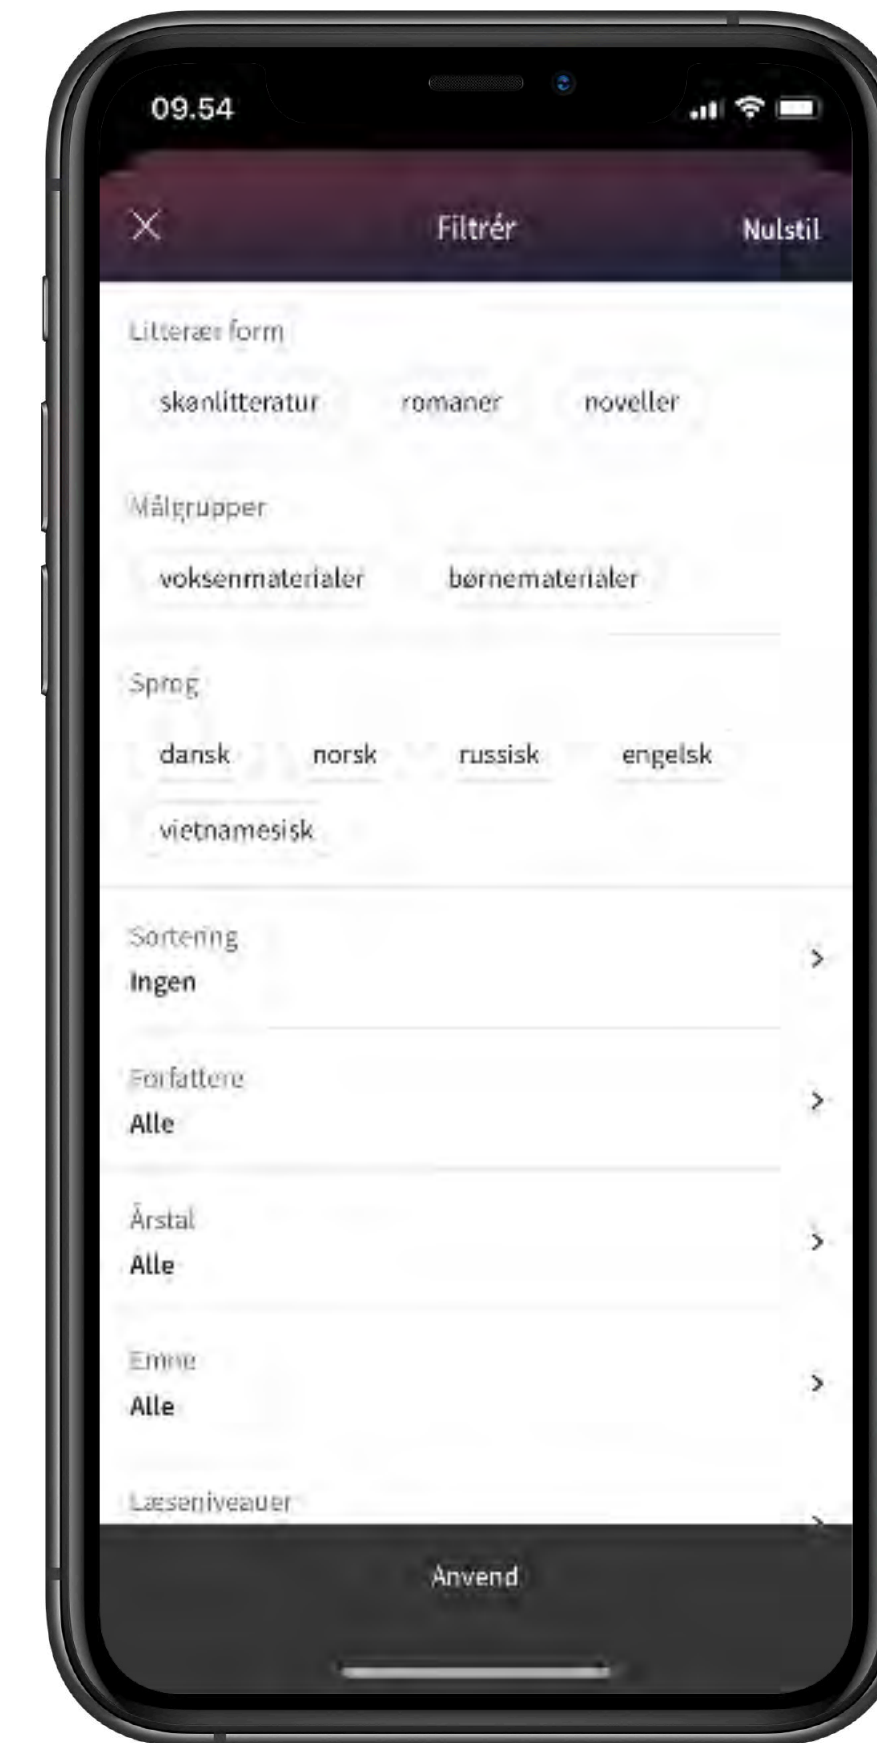 09.54
Filtrér Nulstil
Litterær form
skønlitteratur romaner noveller
Målgrupper
voksenmaterialer børnematerialer
Sprog
dansk norsk russisk engelsk
vietnamesisk
Sortering
Ingen
Forfattere
Alle
Årstal
Alle
Emne
Alle
Læseniveauer
Anvend